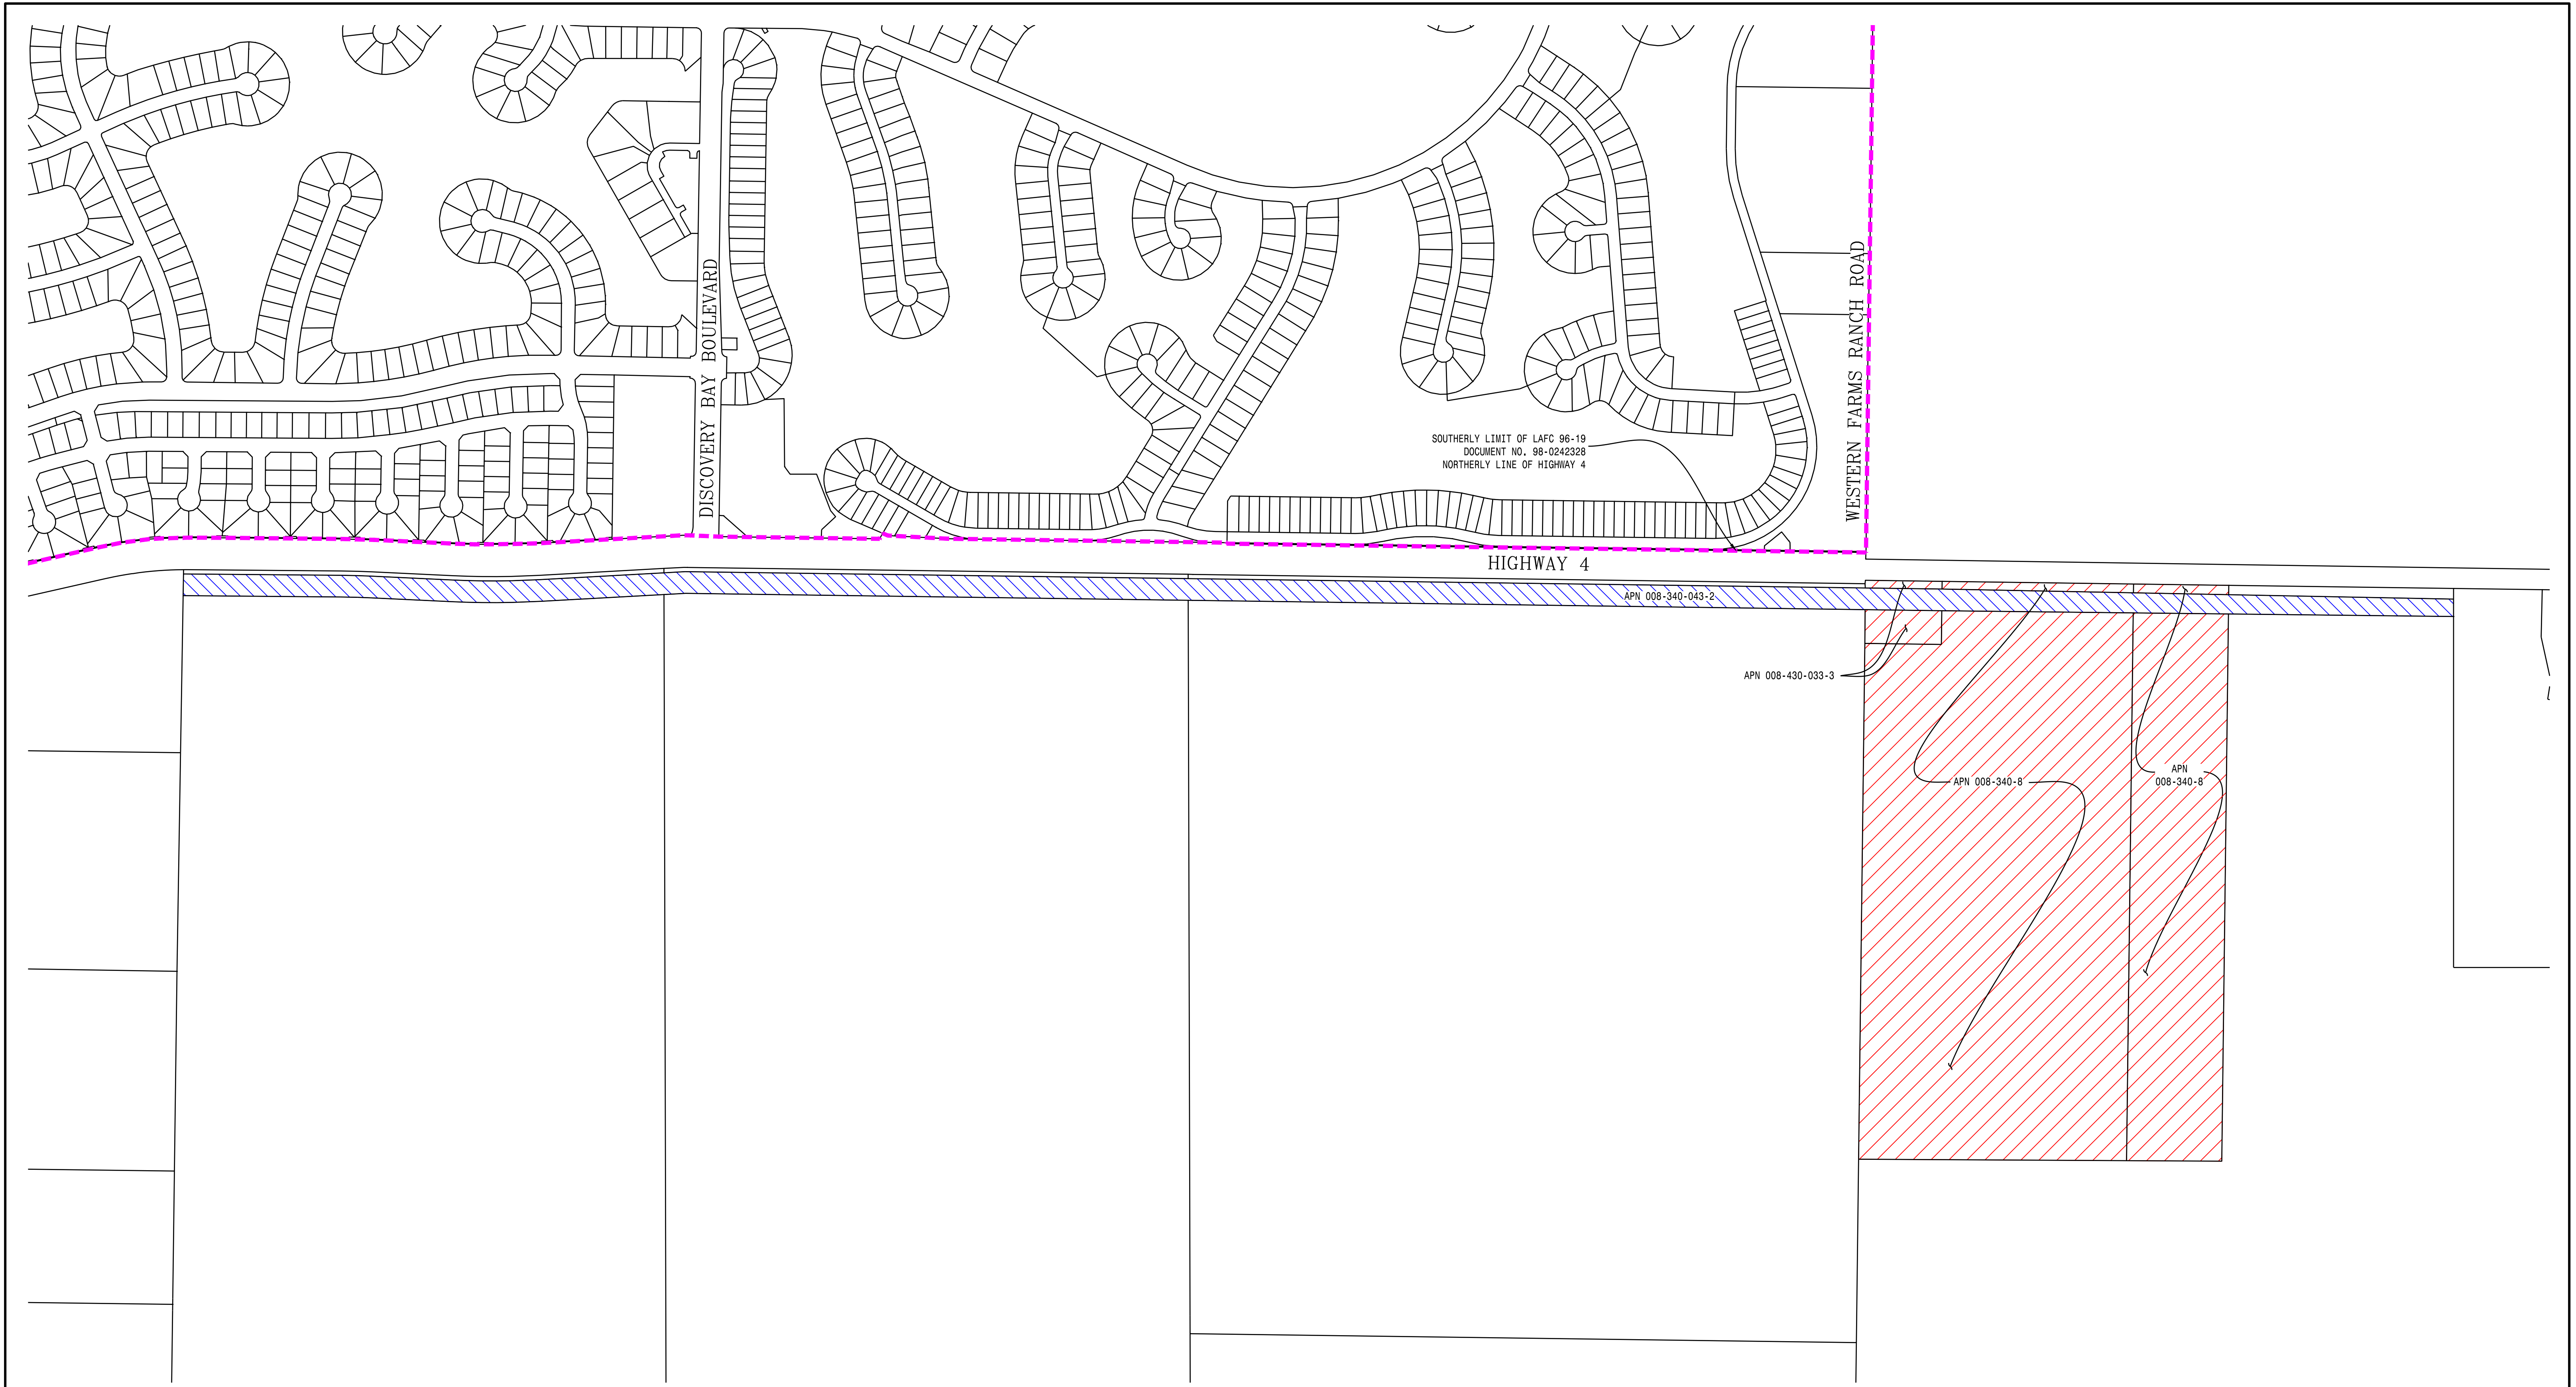 DISCOVERY BAY BOULEVARD
WESTERN FARMS RANCH ROAD
SOUTHERLY LIMIT OF LAFC 96-19
DOCUMENT NO. 98-0242328
NORTHERLY LINE OF HIGHWAY 4
HIGHWAY 4
APN 008-340-043-2
APN 008-430-033-3
APN 008-340-8
APN
008-340-8